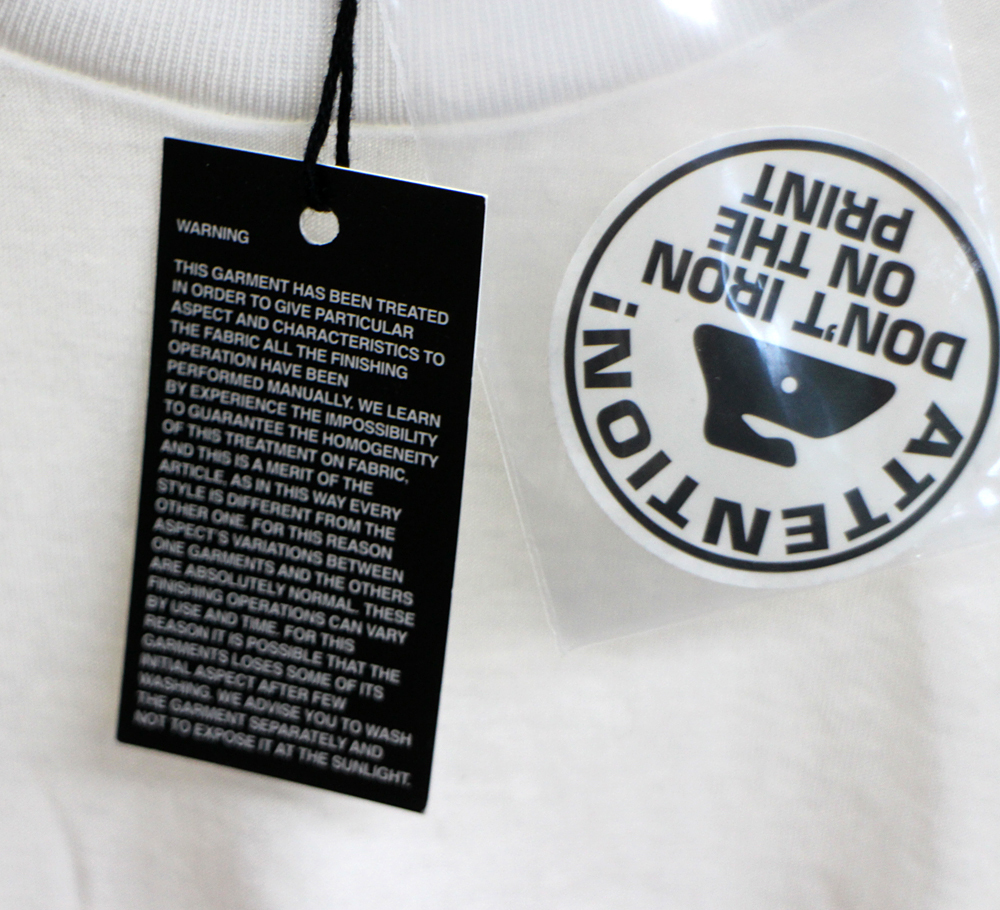 WARNING
THIS GARMENT HAS BEEN TREATED
IN ORDER TO GIVE PARTICULAR
ASPECT AND CHARACTERISTICS TO
THE FABRIC ALL THE FINISHING
OPERATION HAVE BEEN
PERFORMED MANUALLY. WE LEARN
BY EXPERIENCE THE IMPOSSIBILITY
TO GUARANTEE THE HOMOGENEITY
OF THIS TREATMENT ON FABRIC,
AND THIS IS A MERIT OF THE
ARTICLE, AS IN THIS WAY EVERY
STYLE IS DIFFERENT FROM THE
OTHER ONE. FOR THIS REASON
ASPECT'S VARIATIONS BETWEEN
ONE GARMENTS AND THE OTHERS
ARE ABSOLUTELY NORMAL. THESE
FINISHING OPERATIONS CAN VARY
BY USE AND TIME. FOR THIS
REASON IT IS POSSIBLE THAT THE
GARMENTS LOSES SOME OF ITS
INITIAL ASPECT AFTER FEW
WASHING. WE ADVISE YOU TO WASH
THE GARMENT SEPARATELY AND
NOT TO EXPOSE IT AT THE SUNLIGHT.
ATTENTION!
DON'T IRON
ON THE
PRINT